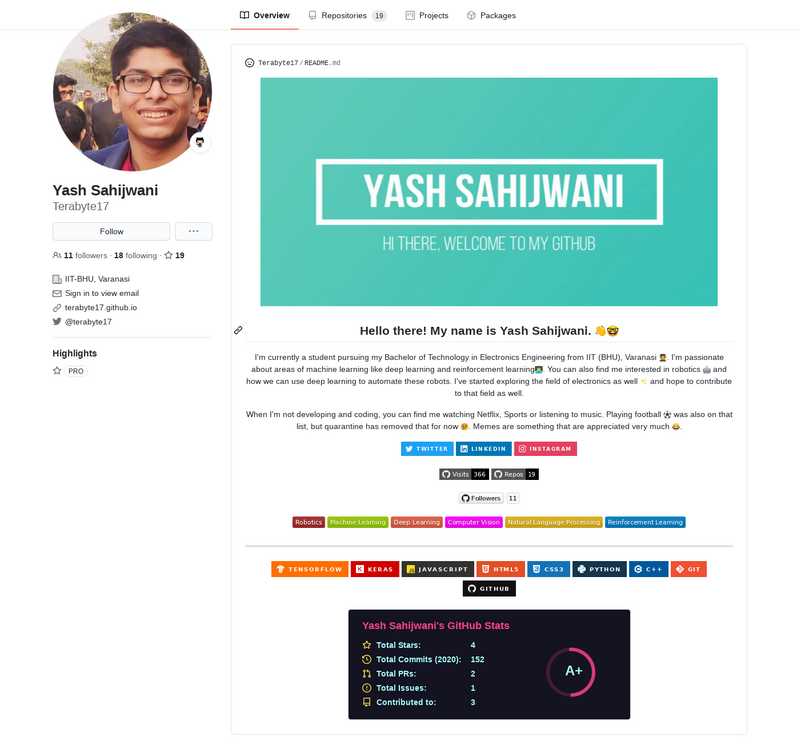 Overview
Repositories 19
Projects
Packages
Terabyte17/README.md
YASH SAHIJWANI
HI THERE, WELCOME TO MY GITHUB
Yash Sahijwani
Terabyte17
Follow
...
11 followers · 18 following · 19
IIT-BHU, Varanasi
Sign in to view email
terabyte17.github.io
@terabyte17
Highlights
PRO
Hello there! My name is Yash Sahijwani. 👋🤓
I'm currently a student pursuing my Bachelor of Technology in Electronics Engineering from IIT (BHU), Varanasi 👨‍🎓. I'm passionate
about areas of machine learning like deep learning and reinforcement learning👨‍💻. You can also find me interested in robotics 🤖 and
how we can use deep learning to automate these robots. I've started exploring the field of electronics as well and hope to contribute
to that field as well.
When I'm not developing and coding, you can find me watching Netflix, Sports or listening to music. Playing football ⚽ was also on that
list, but quarantine has removed that for now. Memes are something that are appreciated very much 😂.
TWITTER
LINKEDIN
INSTAGRAM
Visits 366
Repos 19
Followers 11
Robotics
Machine Learning
Deep Learning
Computer Vision
Natural Language Processing
Reinforcement Learning
TENSORFLOW
KERAS
JAVASCRIPT
HTML5
CSS3
PYTHON
C++
GIT
GITHUB
Yash Sahijwani's GitHub Stats
Total Stars: 4
Total Commits (2020): 152
Total PRs: 2
Total Issues: 1
Contributed to: 3
A+